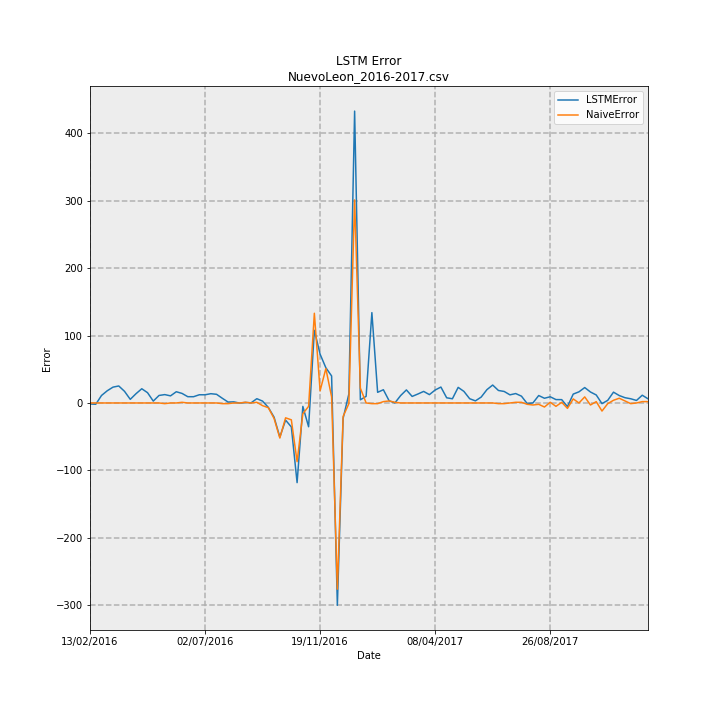 LSTM Error
NuevoLeon_2016-2017.csv
LSTMError
NaiveError
400
300
200
100
0
−100
−200
−300
Error
13/02/2016
02/07/2016
19/11/2016
08/04/2017
26/08/2017
Date